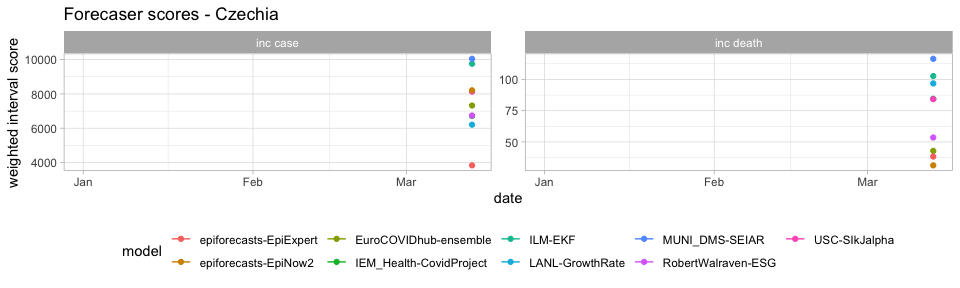 Forecaser scores - Czechia
inc case
inc death
weighted interval score
10000
8000
6000
4000
100
75
50
Jan
Feb
Mar
Jan
Feb
Mar
date
model
epiforecasts-EpiExpert
EuroCOVIDhub-ensemble
ILM-EKF
MUNI_DMS-SEIAR
USC-SIkJalpha
epiforecasts-EpiNow2
IEM_Health-CovidProject
LANL-GrowthRate
RobertWalraven-ESG